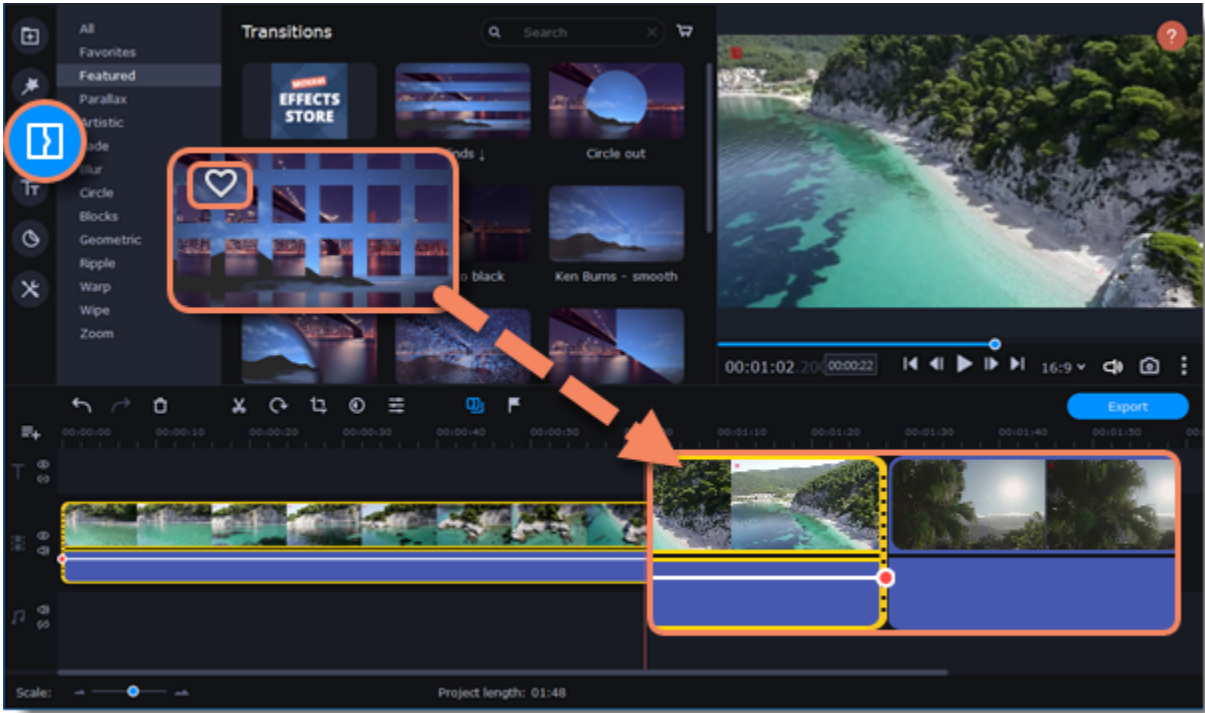 All
Favorites
Featured
Parallax
Artistic
Blur
Circle
Blocks
Geometric
Ripple
Warp
Wipe
Zoom
Transitions
Search
MOVAVI
EFFECTS
STORE
Circle out
to black
Ken Burns - smooth
?
00:01:02
00:00:22
16:9
Export
00:00:00 00:00:10 00:00:20 00:00:30 00:00:40 00:00:50 00:01:10 00:01:20 00:01:30 00:01:40 00:01:50
Scale:
Project length: 01:48